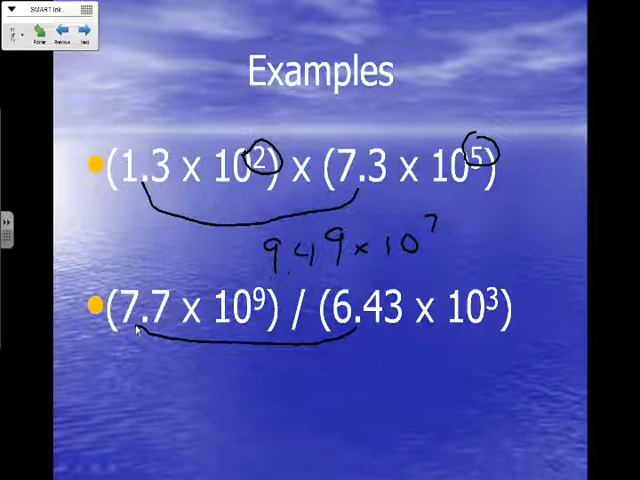 SMART Ink
Pointer Previous Next
Examples
(1.3 x 10²) x (7.3 x 10⁵)
9.49 x 10⁷
(7.7 x 10⁹) / (6.43 x 10³)